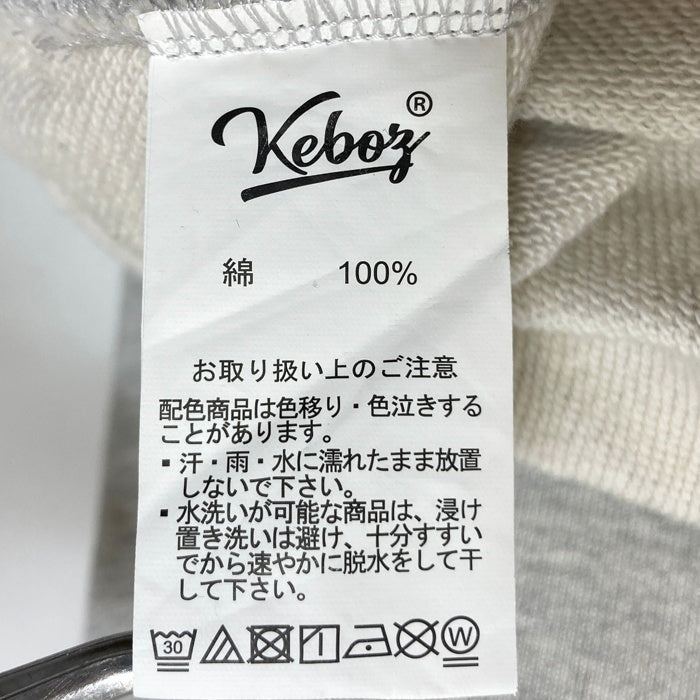 Keboz®
綿 100%
お取り扱い上のご注意
配色商品は色移り・色泣きする
ことがあります。
▪汗・雨・水に濡れたまま放置
しないで下さい。
▪水洗いが可能な商品は、浸け
置き洗いは避け、十分すすい
でから速やかに脱水をして干
して下さい。
30 W